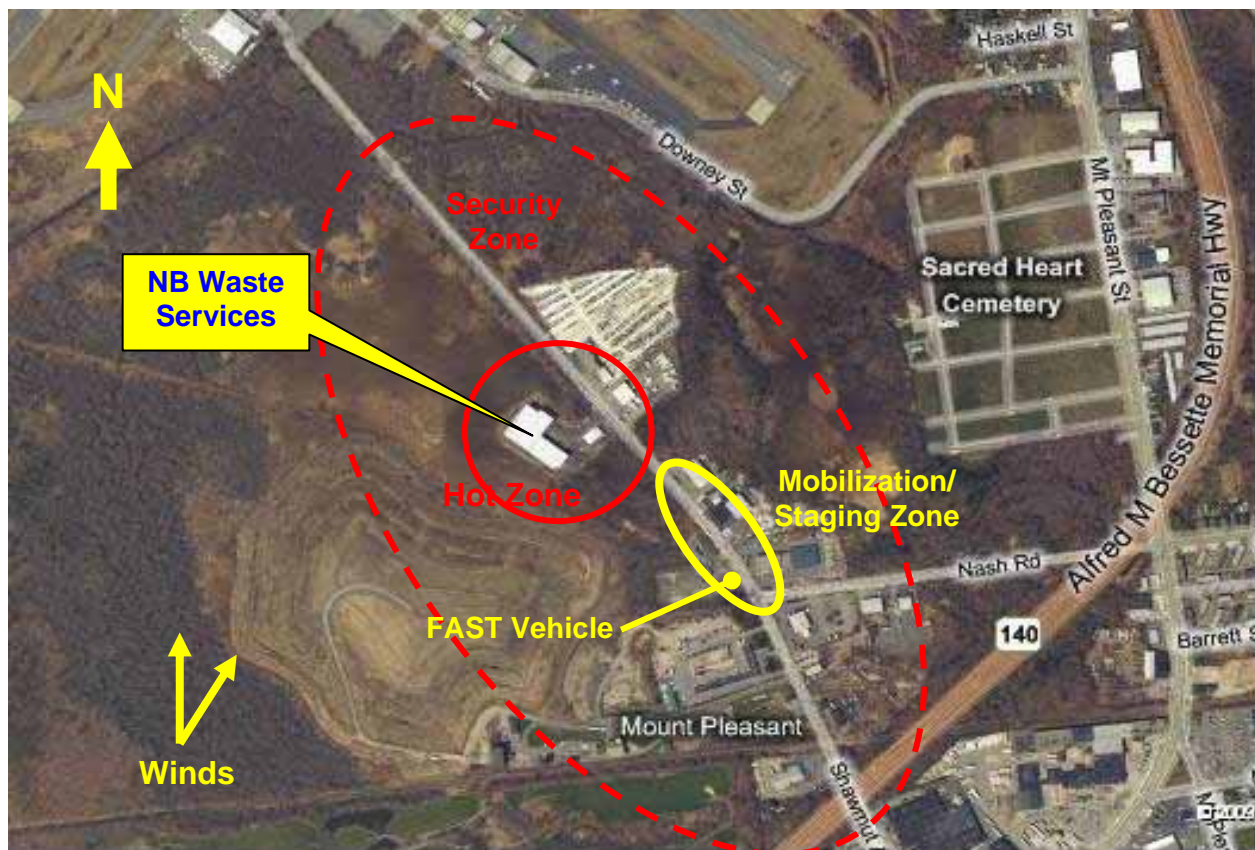 Haskell St
N
Downey St
Mt Pleasant St
Security
Zone
NB Waste
Services
Sacred Heart
Cemetery
Alfred M Bessette Memorial Hwy
Hot Zone
Mobilization/
Staging Zone
Nash Rd
FAST Vehicle
140
Barrett S
Mount Pleasant
Winds
Shawmut